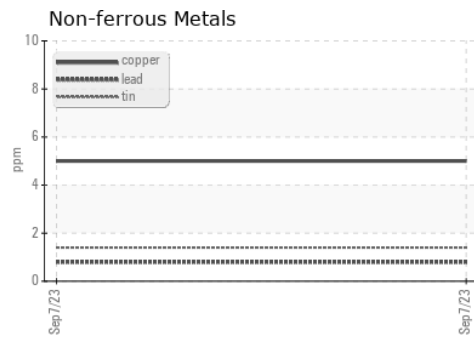 Non-ferrous Metals
10
copper
lead
tin
8
6
ppm
4
2
0
Sep7/23
Sep7/23